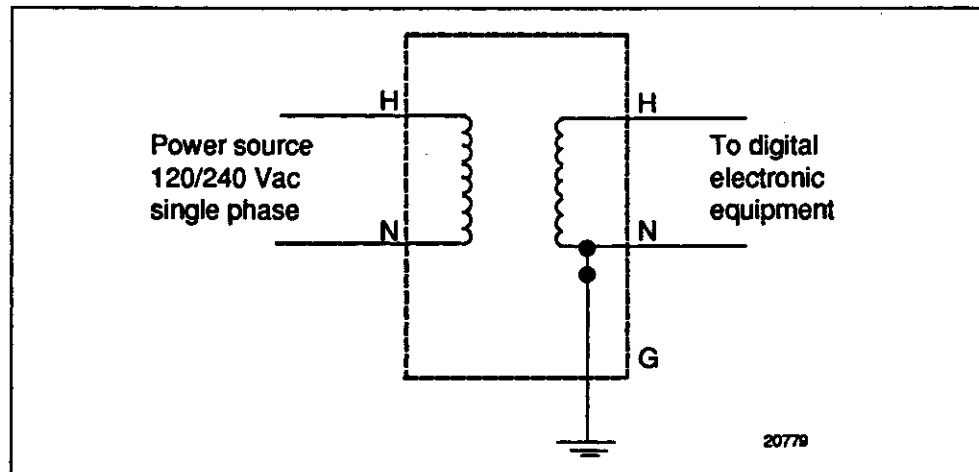 H
H
Power source
120/240 Vac
single phase
To digital
electronic
equipment
N
N
G
20779